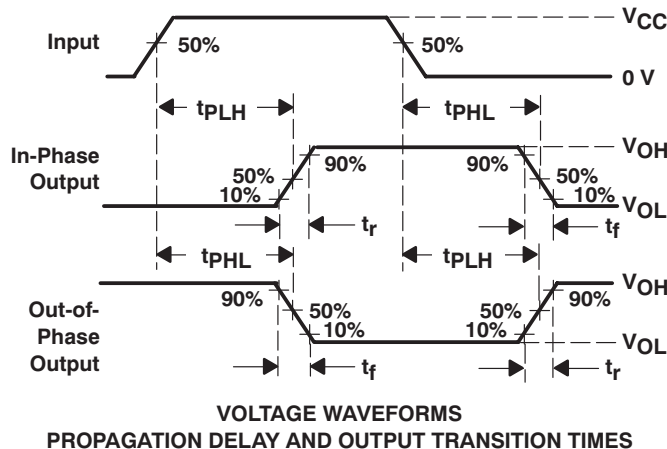 VCC
Input
50%
50%
0 V
tPLH
tPHL
In-Phase
Output
VOH
90%
90%
50%
50%
10%
10%
VOL
tr
tf
tPHL
tPLH
Out-of-
Phase
Output
VOH
90%
90%
50%
50%
10%
10%
VOL
tf
tr
VOLTAGE WAVEFORMS
PROPAGATION DELAY AND OUTPUT TRANSITION TIMES